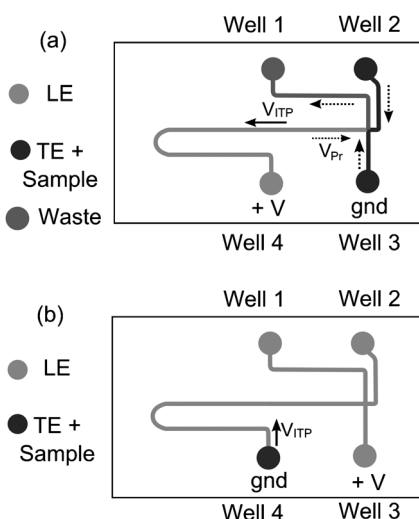 Well 1 Well 2
(a)
LE
TE +
Sample
Waste
V_ITP
V_Pr
+ V gnd
Well 4 Well 3
Well 1 Well 2
(b)
LE
TE +
Sample
V_ITP
gnd + V
Well 4 Well 3